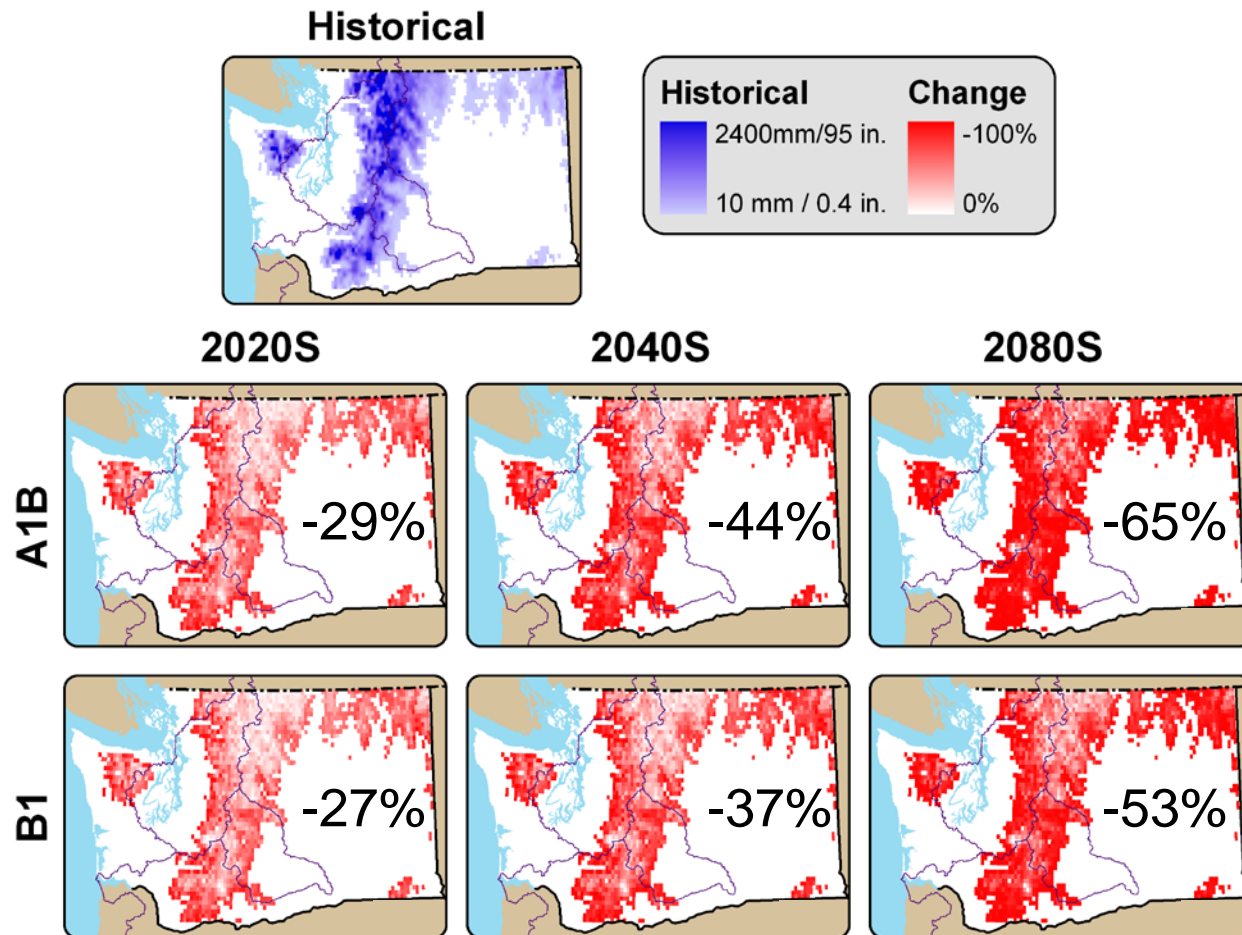 Historical
Historical Change
2400mm/95 in. -100%
10 mm / 0.4 in. 0%
2020S 2040S 2080S
A1B
-29% -44% -65%
B1
-27% -37% -53%